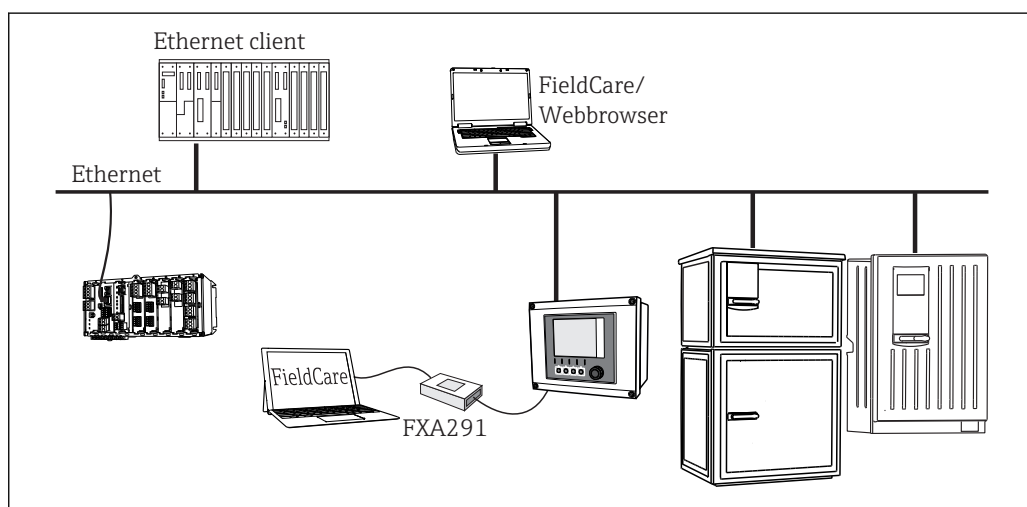 Ethernet client
FieldCare/
Webbrowser
Ethernet
FieldCare
FXA291